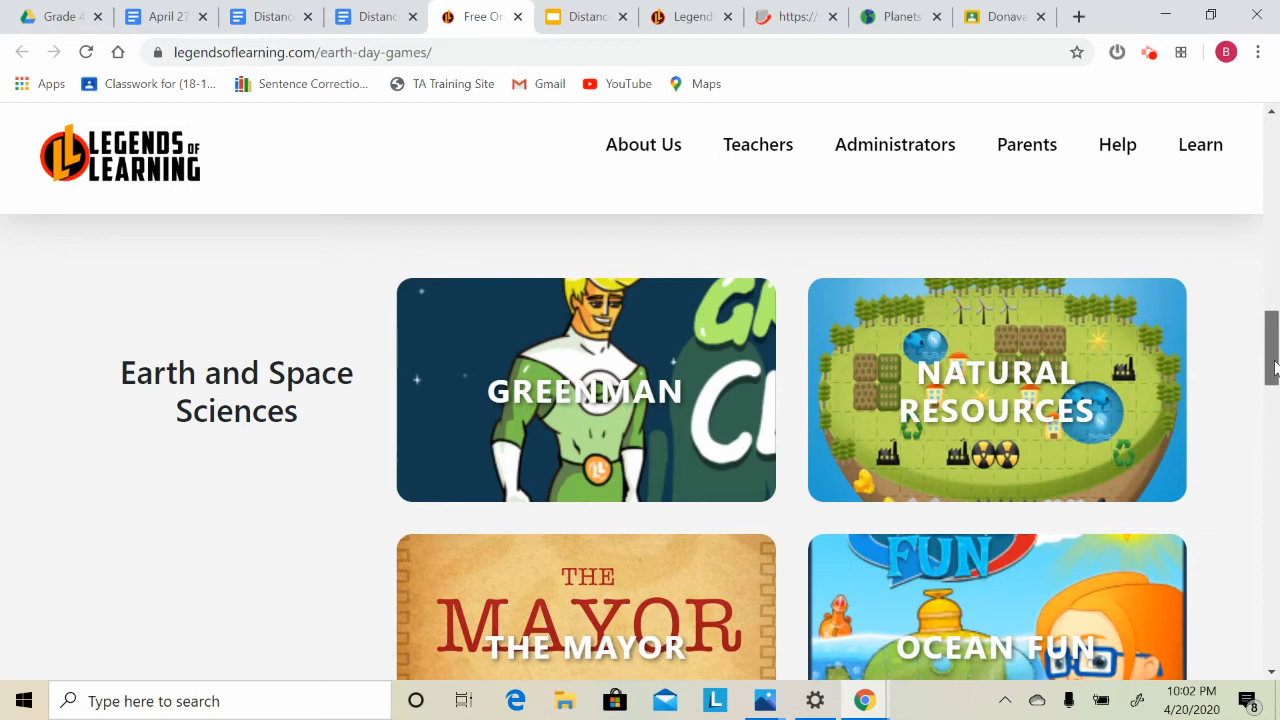 Grade 4
April 27
Distanc
Distanc
Free On
Distanc
Legend
https:/
Planets
Donava
legendsoflearning.com/earth-day-games/
B
Apps
Classwork for (18-1...
Sentence Correctio...
TA Training Site
Gmail
YouTube
Maps
LEGENDS OF
LEARNING
About Us
Teachers
Administrators
Parents
Help
Learn
Earth and Space
Sciences
GREENMAN
NATURAL
RESOURCES
THE
MAYOR
THE MAYOR
FUN
OCEAN FUN
Type here to search
10:02 PM
4/20/2020
8